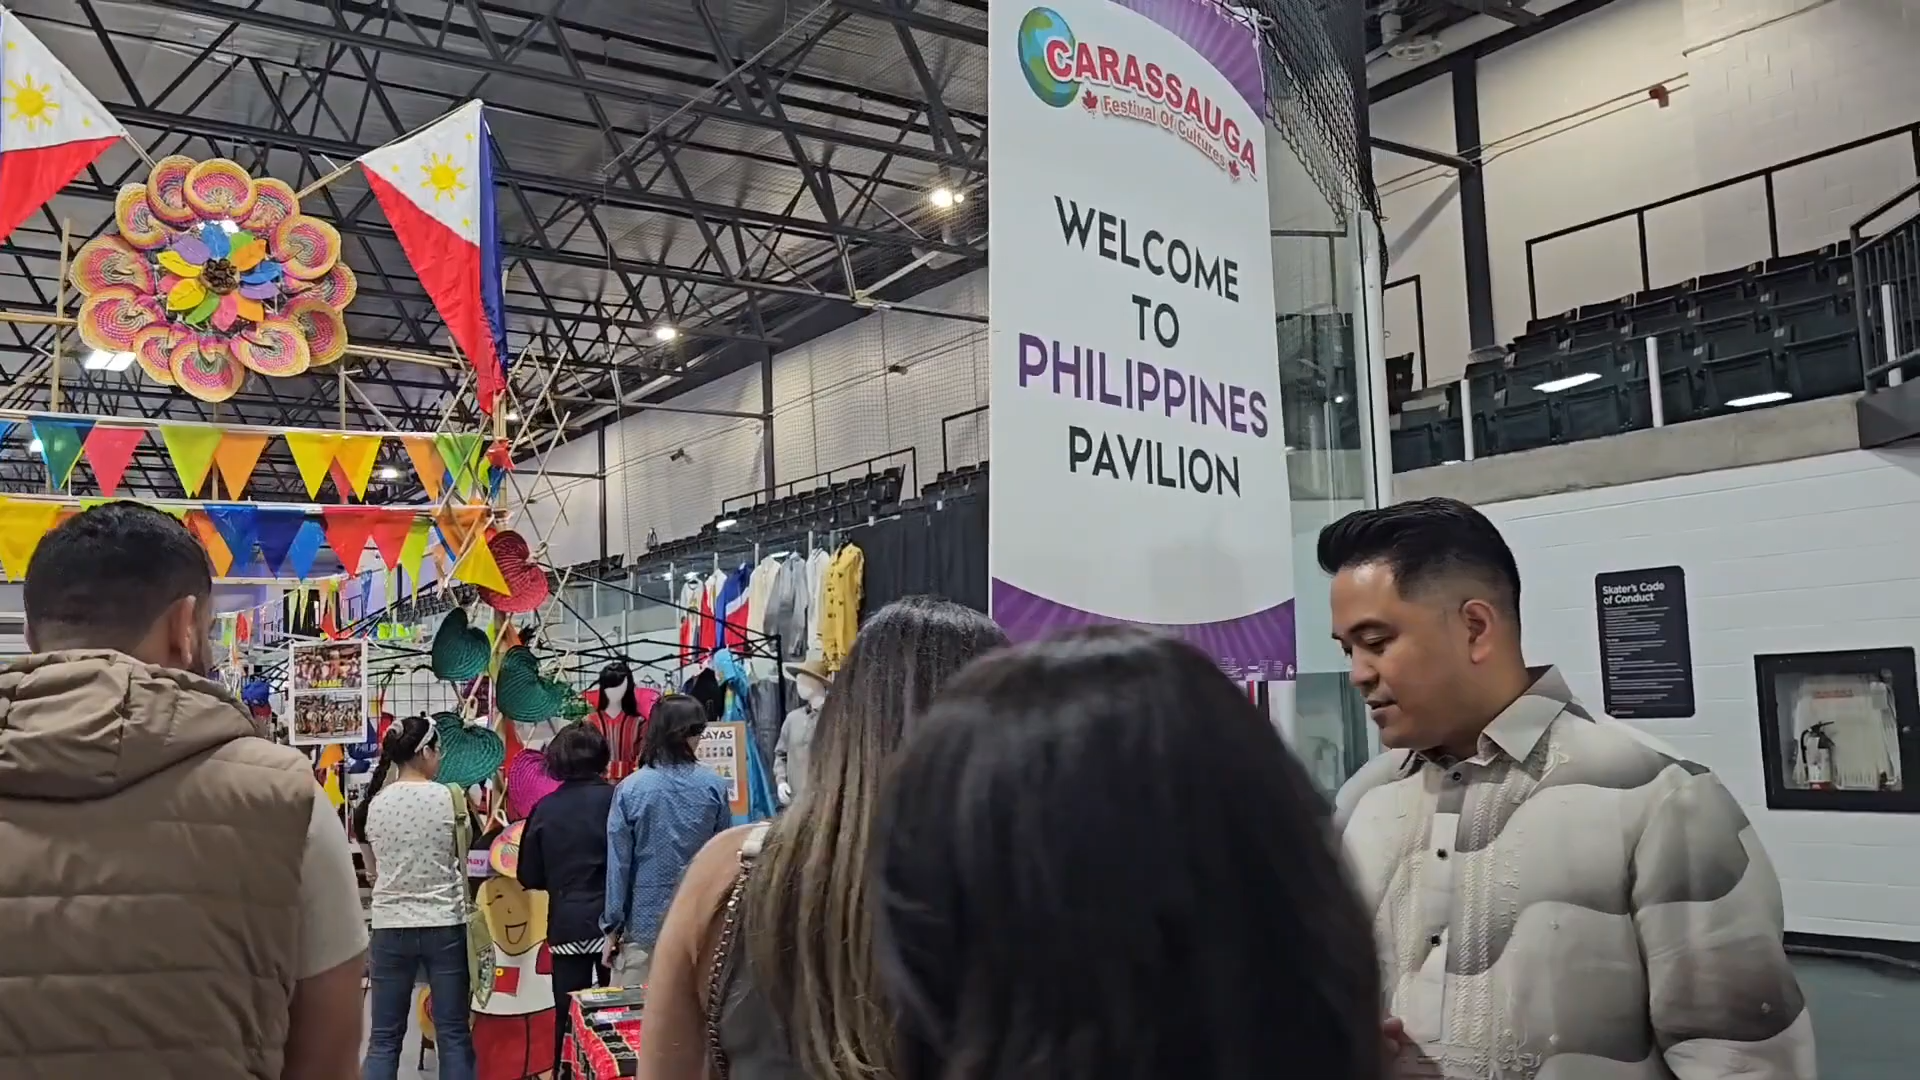 CARASSAUGA
Festival Of Cultures
WELCOME
TO
PHILIPPINES
PAVILION
Skater's Code
of Conduct